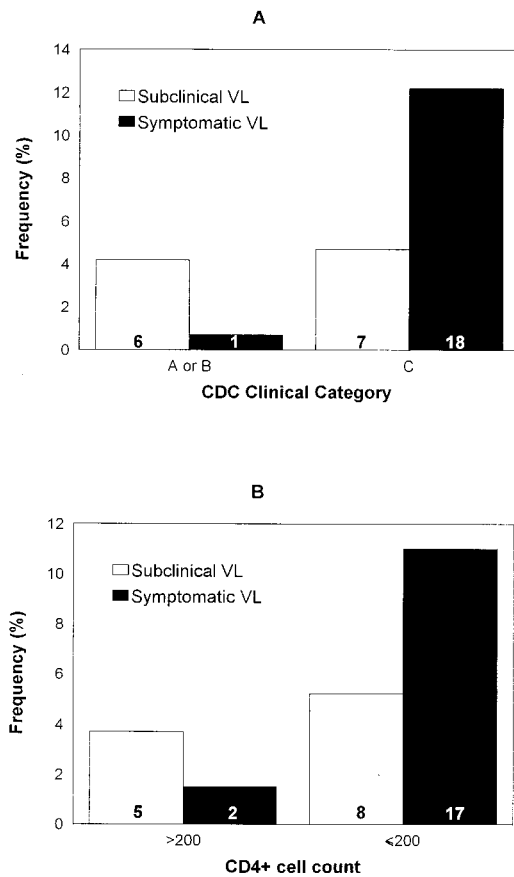 A
14
12
10
8
6
4
2
0
Frequency (%)
Subclinical VL
Symptomatic VL
6 1 7 18
A or B C
CDC Clinical Category
B
12
10
8
6
4
2
0
Frequency (%)
Subclinical VL
Symptomatic VL
5 2 8 17
>200 ⩽200
CD4+ cell count